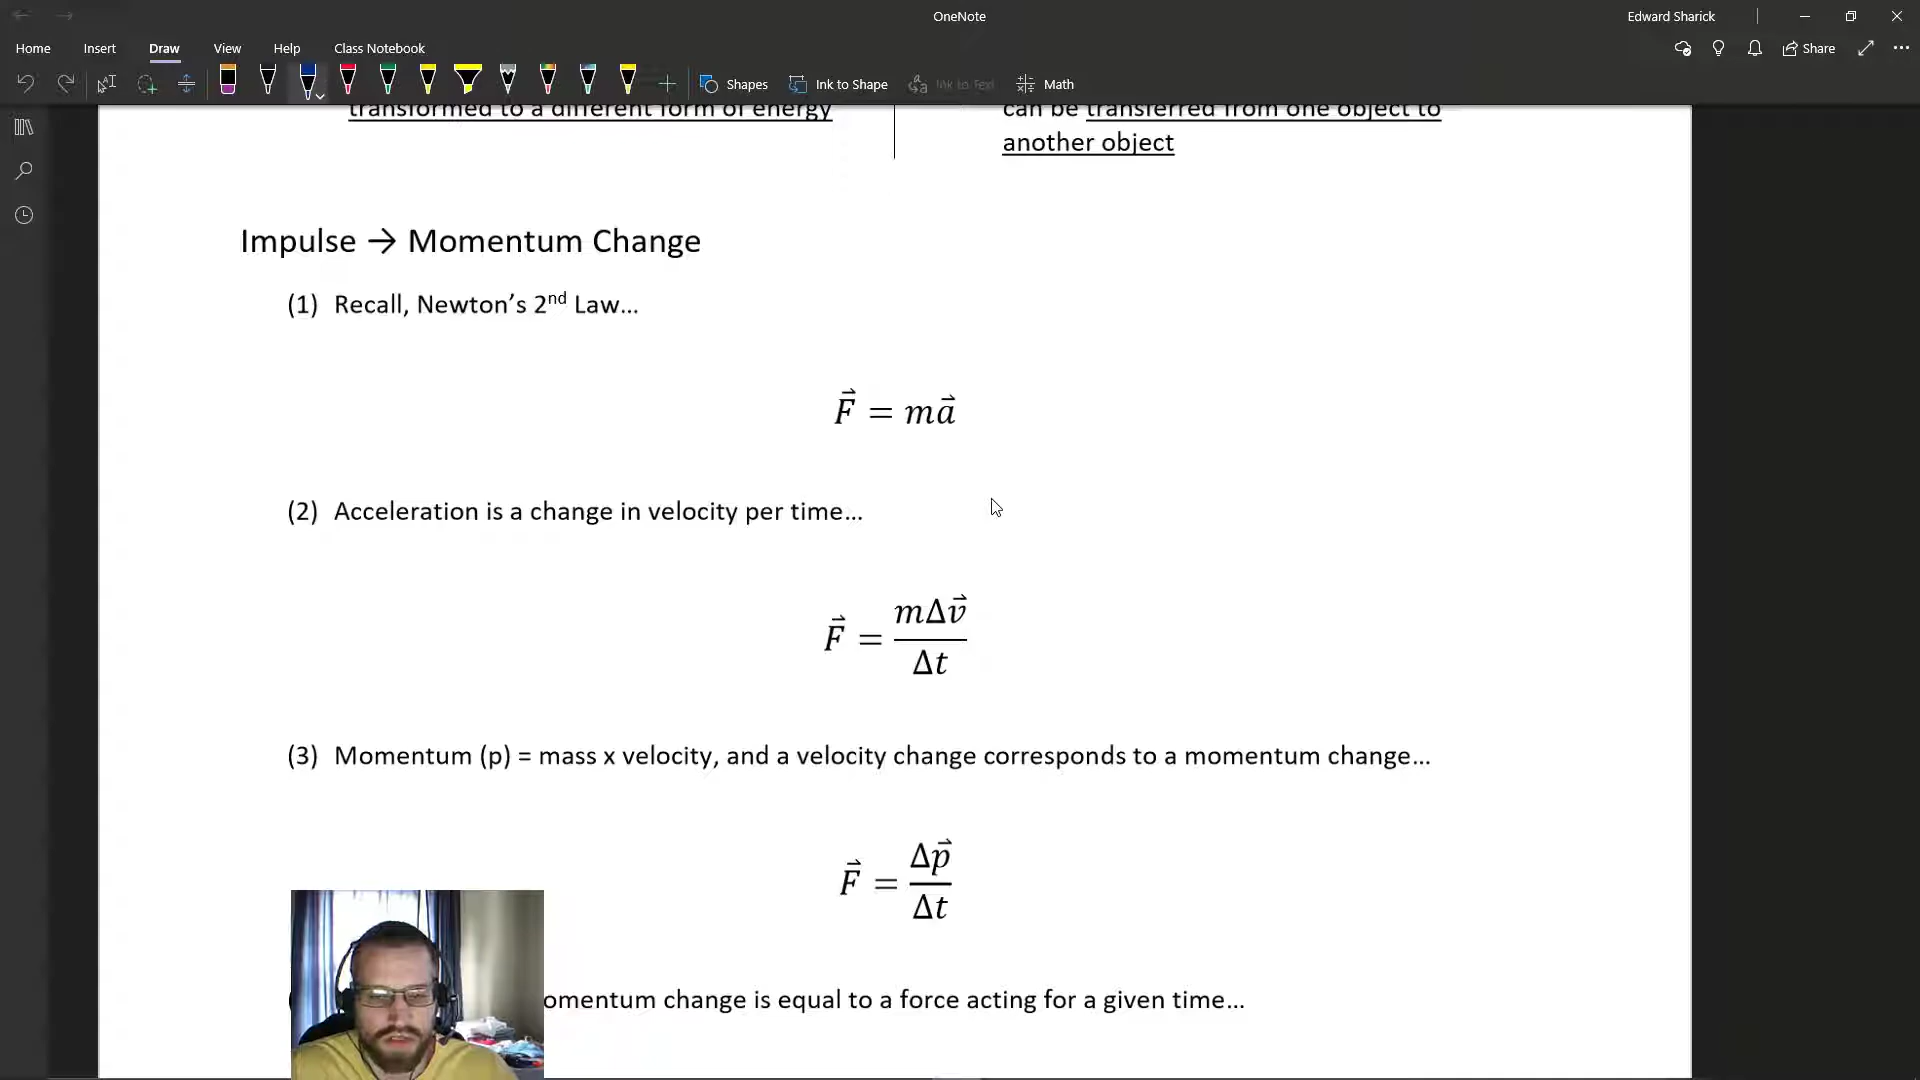 OneNote
Edward Sharick
Home Insert Draw View Help Class Notebook
Share
Shapes Ink to Shape Ink to Text Math
transformed to a different form of energy
can be transferred from one object to
another object
Impulse → Momentum Change
(1) Recall, Newton’s 2nd Law…
F⃗ = ma⃗
(2) Acceleration is a change in velocity per time…
F⃗ = mΔv⃗ / Δt
(3) Momentum (p) = mass x velocity, and a velocity change corresponds to a momentum change…
F⃗ = Δp⃗ / Δt
omentum change is equal to a force acting for a given time…